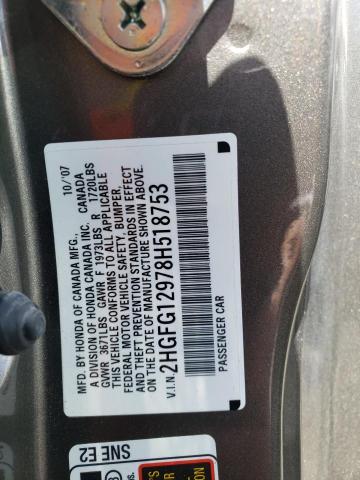 MFD. BY HONDA OF CANADA MFG., 10/'07
A DIVISION OF HONDA CANADA INC. CANADA
GVWR 3671LBS GAWR F 1973LBS R 1720LBS
THIS VEHICLE CONFORMS TO ALL APPLICABLE
FEDERAL MOTOR VEHICLE SAFETY, BUMPER,
AND THEFT PREVENTION STANDARDS IN EFFECT
ON THE DATE OF MANUFACTURE SHOWN ABOVE.
V.I.N. 2HGFG12978H518753
PASSENGER CAR
SNE E2